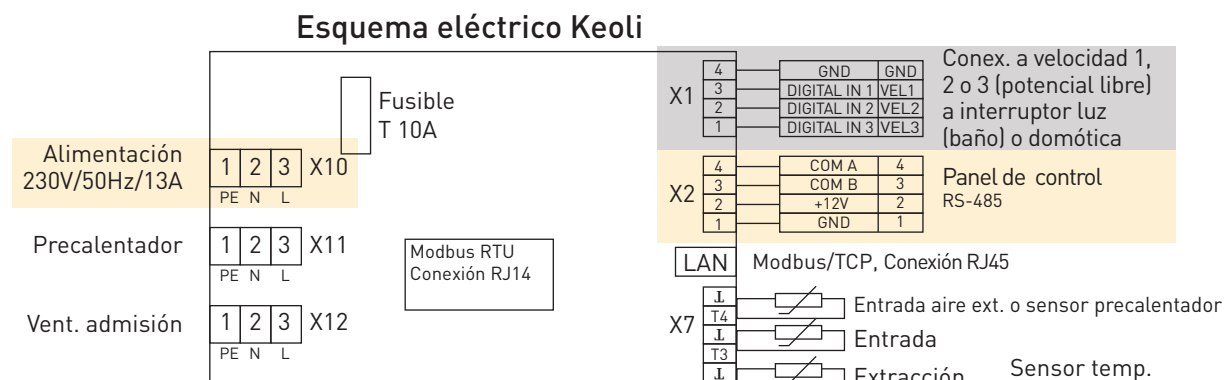 Esquema eléctrico Keoli
Fusible
T 10A
Alimentación
230V/50Hz/13A
1 2 3 X10
PE N L
Precalentador
1 2 3 X11
PE N L
Vent. admisión
1 2 3 X12
PE N L
Modbus RTU
Conexión RJ14
X1
4 GND GND
3 DIGITAL IN 1 VEL1
2 DIGITAL IN 2 VEL2
1 DIGITAL IN 3 VEL3
Conex. a velocidad 1,
2 o 3 (potencial libre)
a interruptor luz
(baño) o domótica
X2
4 COM A 4
3 COM B 3
2 +12V 2
1 GND 1
Panel de control
RS-485
LAN Modbus/TCP, Conexión RJ45
X7
T4
Entrada aire ext. o sensor precalentador
T3
Entrada
Extracción
Sensor temp.